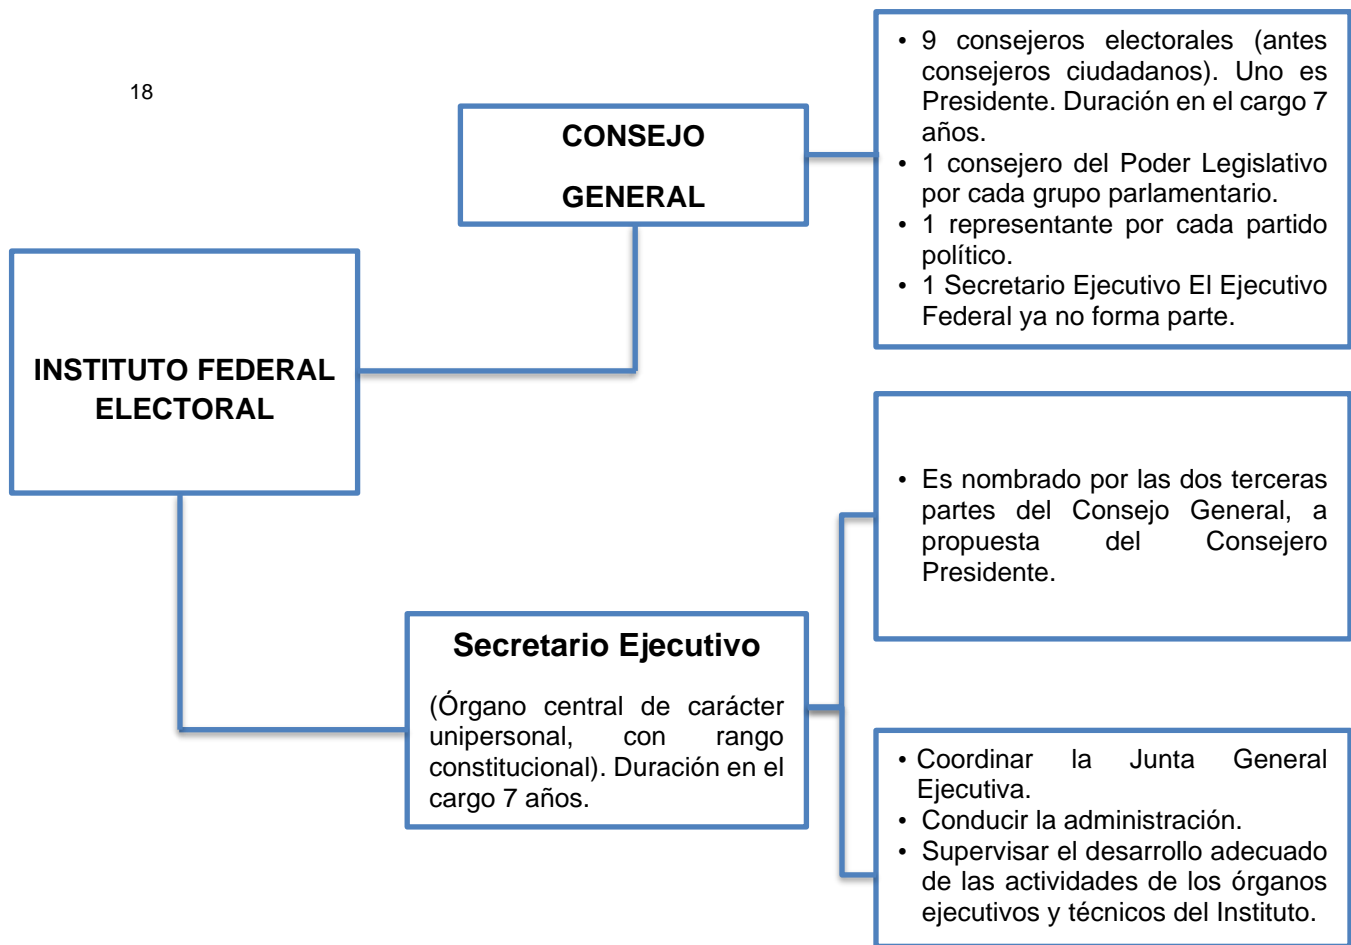 18
CONSEJO
GENERAL
• 9 consejeros electorales (antes
consejeros ciudadanos). Uno es
Presidente. Duración en el cargo 7
años.
• 1 consejero del Poder Legislativo
por cada grupo parlamentario.
• 1 representante por cada partido
político.
• 1 Secretario Ejecutivo El Ejecutivo
Federal ya no forma parte.
INSTITUTO FEDERAL
ELECTORAL
• Es nombrado por las dos terceras
partes del Consejo General, a
propuesta del Consejero
Presidente.
Secretario Ejecutivo
(Órgano central de carácter
unipersonal, con rango
constitucional). Duración en el
cargo 7 años.
• Coordinar la Junta General
Ejecutiva.
• Conducir la administración.
• Supervisar el desarrollo adecuado
de las actividades de los órganos
ejecutivos y técnicos del Instituto.